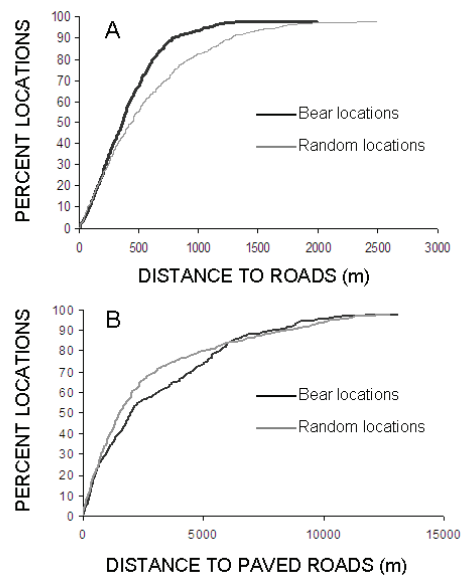 A
PERCENT LOCATIONS
100
90
80
70
60
50
40
30
20
10
0
Bear locations
Random locations
0 500 1000 1500 2000 2500 3000
DISTANCE TO ROADS (m)
B
PERCENT LOCATIONS
100
90
80
70
60
50
40
30
20
10
0
Bear locations
Random locations
0 5000 10000 15000
DISTANCE TO PAVED ROADS (m)